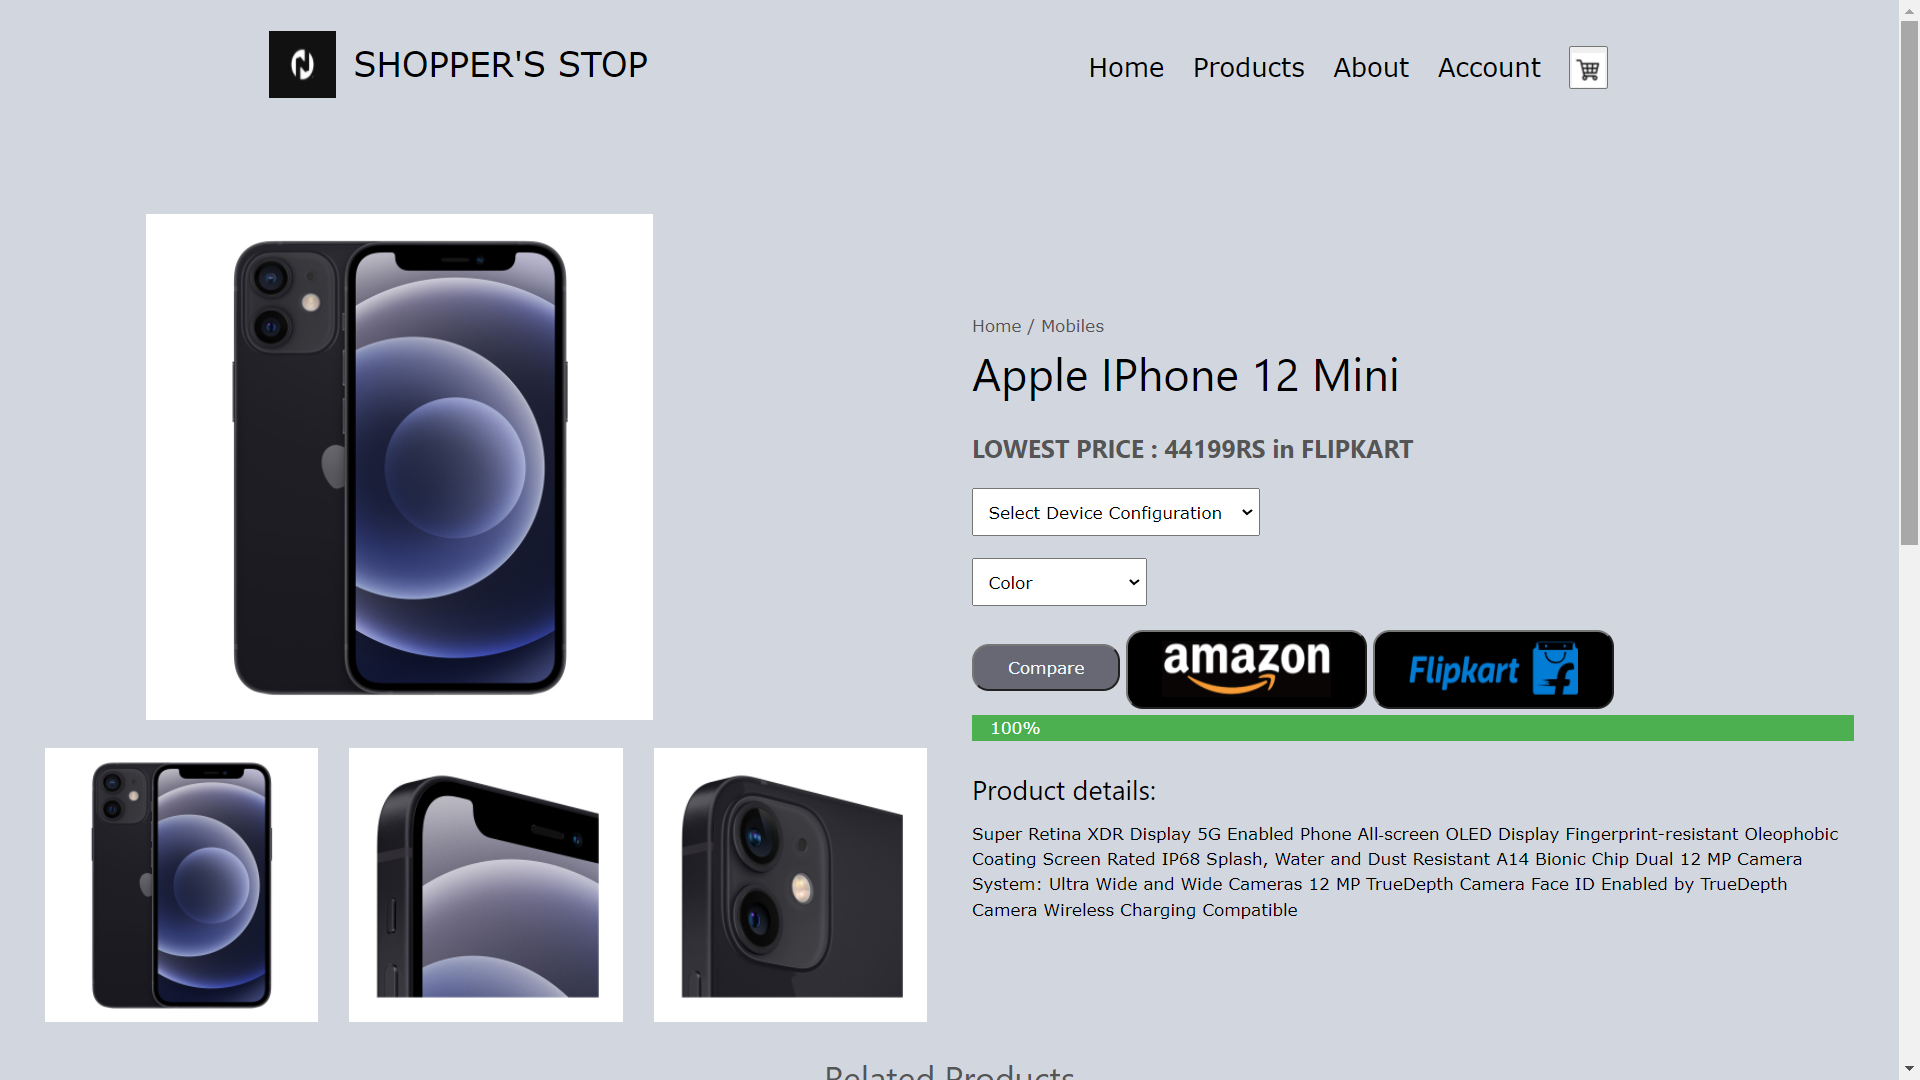 SHOPPER'S STOP
Home Products About Account
Home / Mobiles
Apple IPhone 12 Mini
LOWEST PRICE : 44199RS in FLIPKART
Select Device Configuration
Color
Compare amazon Flipkart
100%
Product details:
Super Retina XDR Display 5G Enabled Phone All-screen OLED Display Fingerprint-resistant Oleophobic
Coating Screen Rated IP68 Splash, Water and Dust Resistant A14 Bionic Chip Dual 12 MP Camera
System: Ultra Wide and Wide Cameras 12 MP TrueDepth Camera Face ID Enabled by TrueDepth
Camera Wireless Charging Compatible
Related Products